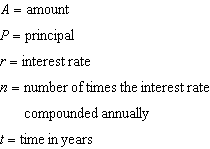 A = amount
P = principal
r = interest rate
n = number of times the interest rate
compounded annually
t = time in years